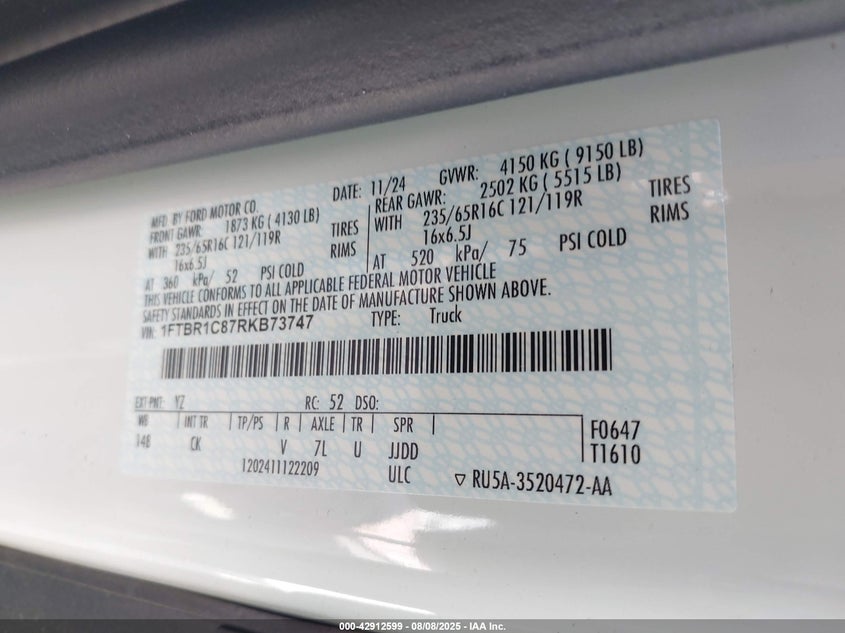 MFD BY FORD MOTOR CO. DATE: 11/24 GVWR: 4150 KG ( 9150 LB)
FRONT GAWR: 1873 KG ( 4130 LB) REAR GAWR: 2502 KG ( 5515 LB)
WITH 235/65R16C 121/119R TIRES WITH 235/65R16C 121/119R TIRES
16x6.5J RIMS 16x6.5J RIMS
AT 360 kPa/ 52 PSI COLD AT 520 kPa/ 75 PSI COLD
THIS VEHICLE CONFORMS TO ALL APPLICABLE FEDERAL MOTOR VEHICLE
SAFETY STANDARDS IN EFFECT ON THE DATE OF MANUFACTURE SHOWN ABOVE.
VIN: 1FTBR1C87RKB73747 TYPE: Truck
EXT PNT: YZ RC: 52 DSO:
WB INT TR TP/PS R AXLE TR SPR
148 CK V 7L U JJDD
F0647
T1610
1202411122209 ULC ▽ RU5A-3520472-AA
000-42912599 - 08/08/2025 - IAA Inc.